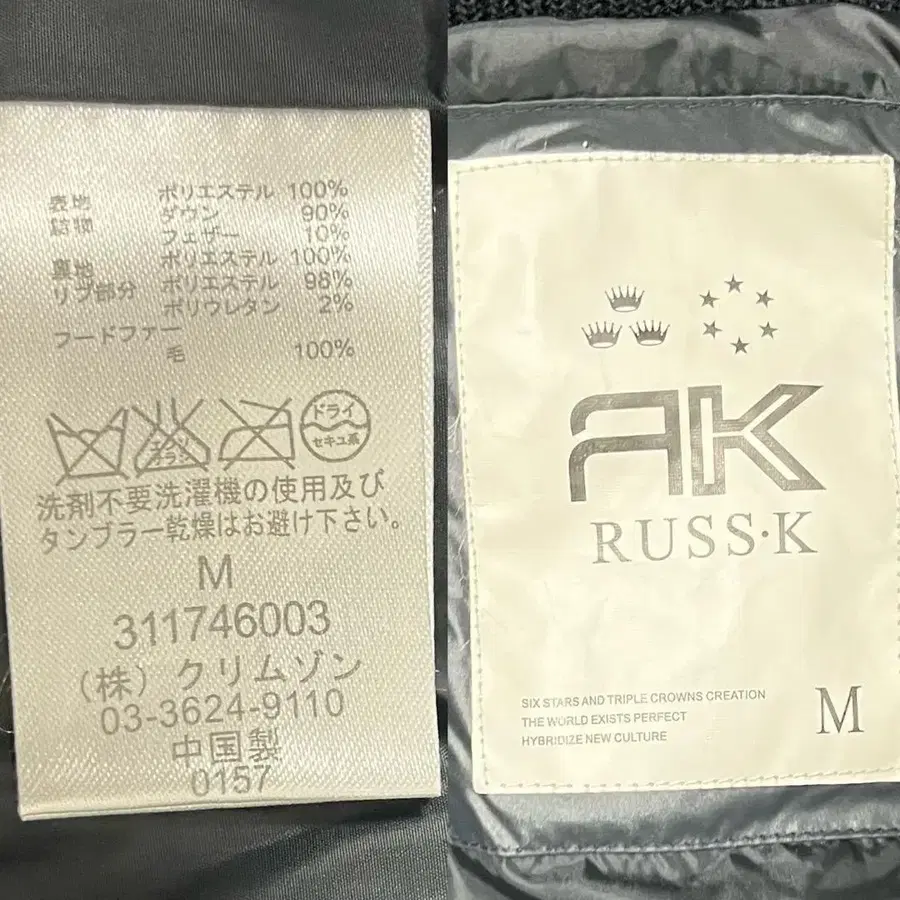 表地 ポリエステル 100%
詰物 ダウン 90%
フェザー 10%
裏地 ポリエステル 100%
リブ部分 ポリエステル 98%
ポリウレタン 2%
フードファー
毛 100%
エンソ
サラシ
ドライ
セキユ系
洗剤不要洗濯機の使用及び
タンブラー乾燥はお避け下さい。
M
311746003
(株) クリムゾン
03-3624-9110
中国製
0157
RK
RUSS·K
SIX STARS AND TRIPLE CROWNS CREATION
THE WORLD EXISTS PERFECT
HYBRIDIZE NEW CULTURE
M